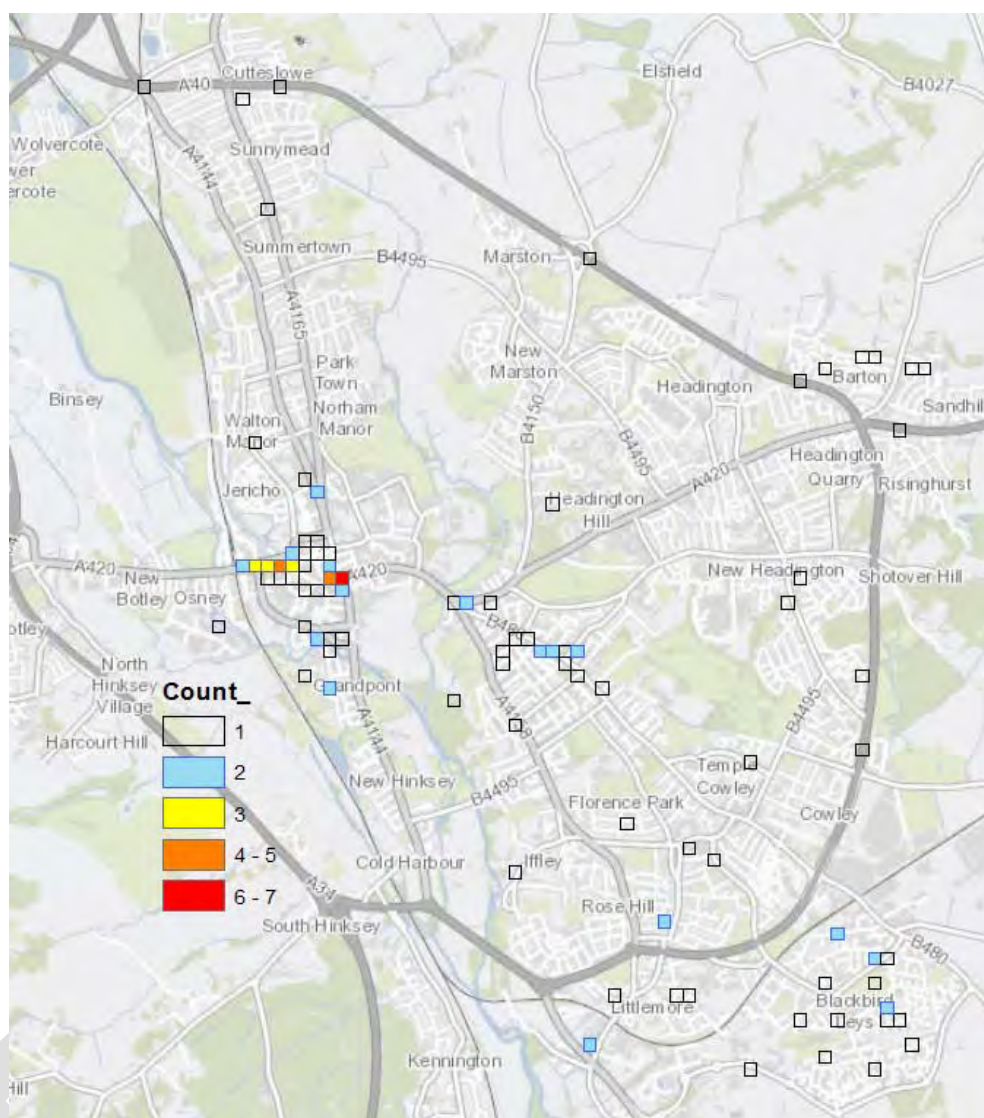 Elsfield
Cutteslowe
A40
B4027
Wolvercote
Sunnymead
A4144
Summertown
B4495
Marston
A4165
Park
Town
New
Marston
Headington
Barton
Norham
Manor
Binsey
Walton
Manor
B4150
B4495
Sandhill
A420
Headington
Quarry
Risinghurst
Jericho
Headington
Hill
A420
A420
New Headington
Shotover Hill
New
Botley
Osney
North
Hinksey
Village
Grandpont
Count_
1
Harcourt Hill
A4144
B4495
2
New Hinksey
B4495
Cowley
Florence Park
Cowley
3
4 - 5
Cold Harbour
Iffley
6 - 7
A34
South Hinksey
Rose Hill
B480
Littlemore
Blackbird
Leys
Kennington